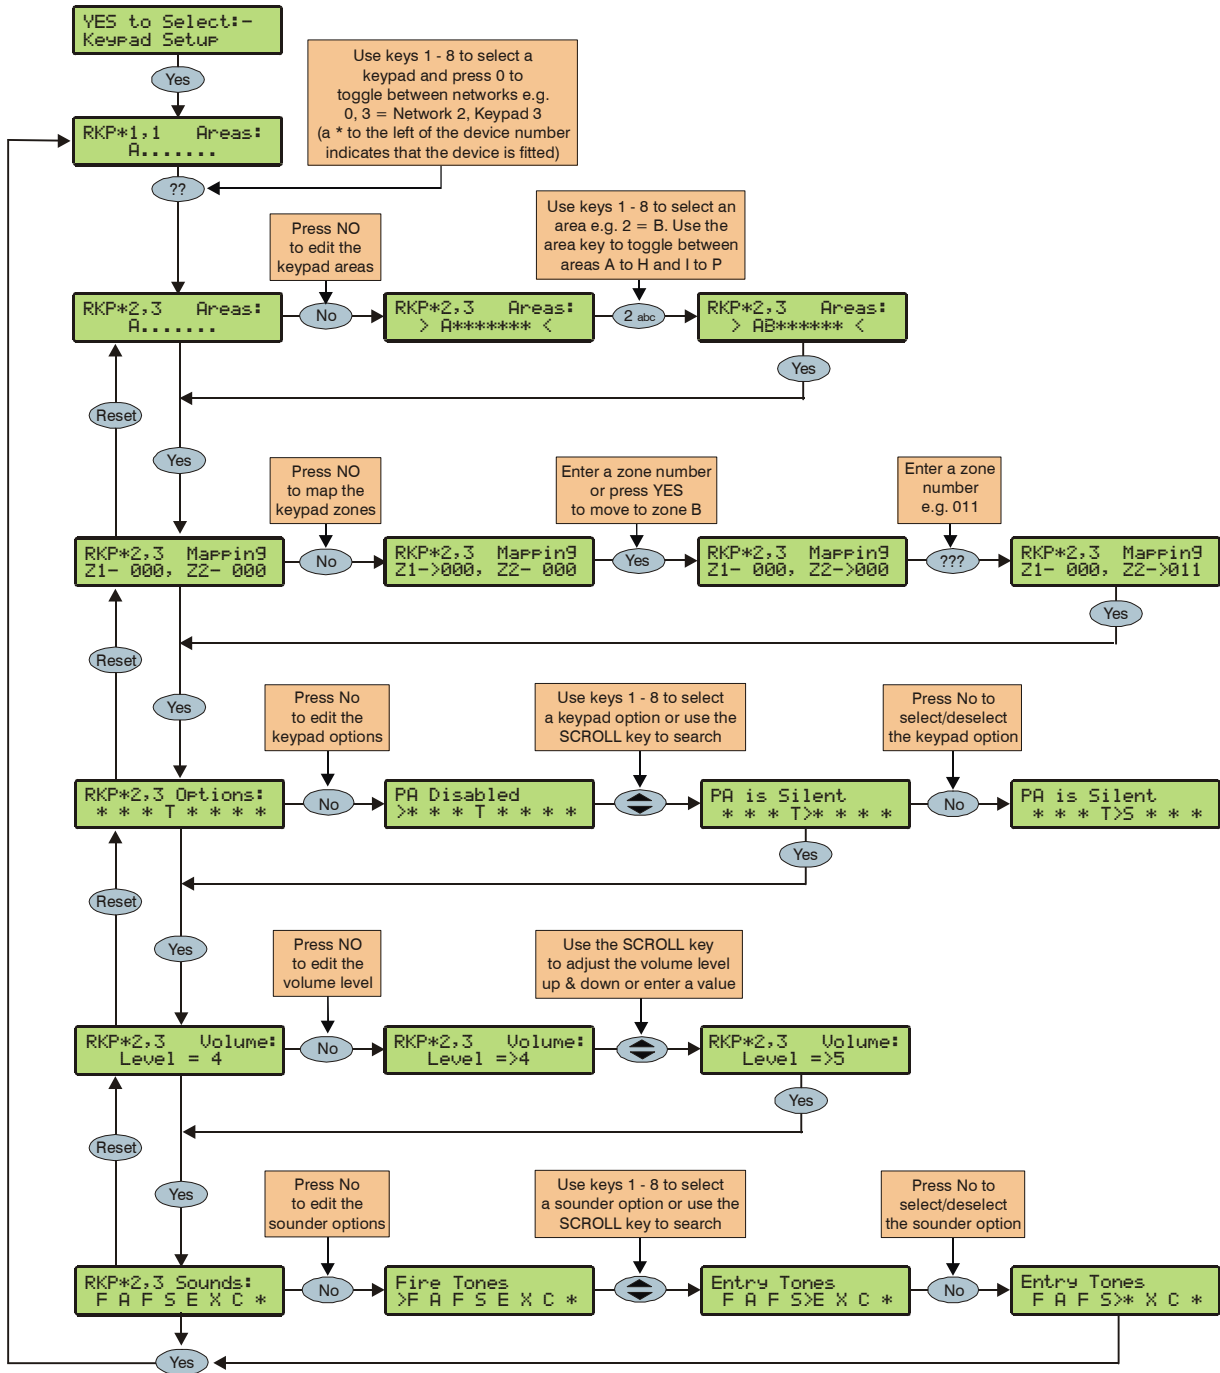 YES to Select:-
Keypad Setup
Yes
Use keys 1 - 8 to select a
keypad and press 0 to
toggle between networks e.g.
0, 3 = Network 2, Keypad 3
(a * to the left of the device number
indicates that the device is fitted)
RKP*1,1 Areas:
A.......
??
Press NO
to edit the
keypad areas
Use keys 1 - 8 to select an
area e.g. 2 = B. Use the
area key to toggle between
areas A to H and I to P
RKP*2,3 Areas:
A.......
No
RKP*2,3 Areas:
> A******* <
2 abc
RKP*2,3 Areas:
> AB****** <
Yes
Reset
Yes
Press NO
to map the
keypad zones
Enter a zone number
or press YES
to move to zone B
Enter a zone
number
e.g. 011
RKP*2,3 Mapping
Z1- 000, Z2- 000
No
RKP*2,3 Mapping
Z1->000, Z2- 000
Yes
RKP*2,3 Mapping
Z1- 000, Z2->000
???
RKP*2,3 Mapping
Z1- 000, Z2->011
Yes
Reset
Yes
Press No
to edit the
keypad options
Use keys 1 - 8 to select
a keypad option or use the
SCROLL key to search
Press No to
select/deselect
the keypad option
RKP*2,3 Options:
* * * T * * * *
No
PA Disabled
>* * * T * * * *
PA is Silent
* * * T>* * * *
No
PA is Silent
* * * T>S * * *
Yes
Reset
Yes
Press NO
to edit the
volume level
Use the SCROLL key
to adjust the volume level
up & down or enter a value
RKP*2,3 Volume:
Level = 4
No
RKP*2,3 Volume:
Level =>4
RKP*2,3 Volume:
Level =>5
Yes
Reset
Yes
Press No
to edit the
sounder options
Use keys 1 - 8 to select
a sounder option or use the
SCROLL key to search
Press No to
select/deselect
the sounder option
RKP*2,3 Sounds:
F A F S E X C *
No
Fire Tones
>F A F S E X C *
Entry Tones
F A F S>E X C *
No
Entry Tones
F A F S>* X C *
Yes